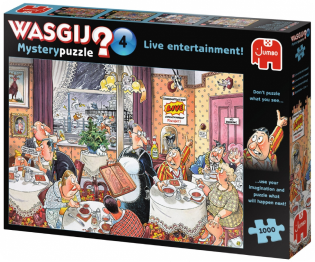 WASGIJ?
Mysterypuzzle 4 Live entertainment!
Jumbo
Don't puzzle
what you see...
LIVE
...use your
imagination and
puzzle what
will happen next!
1000